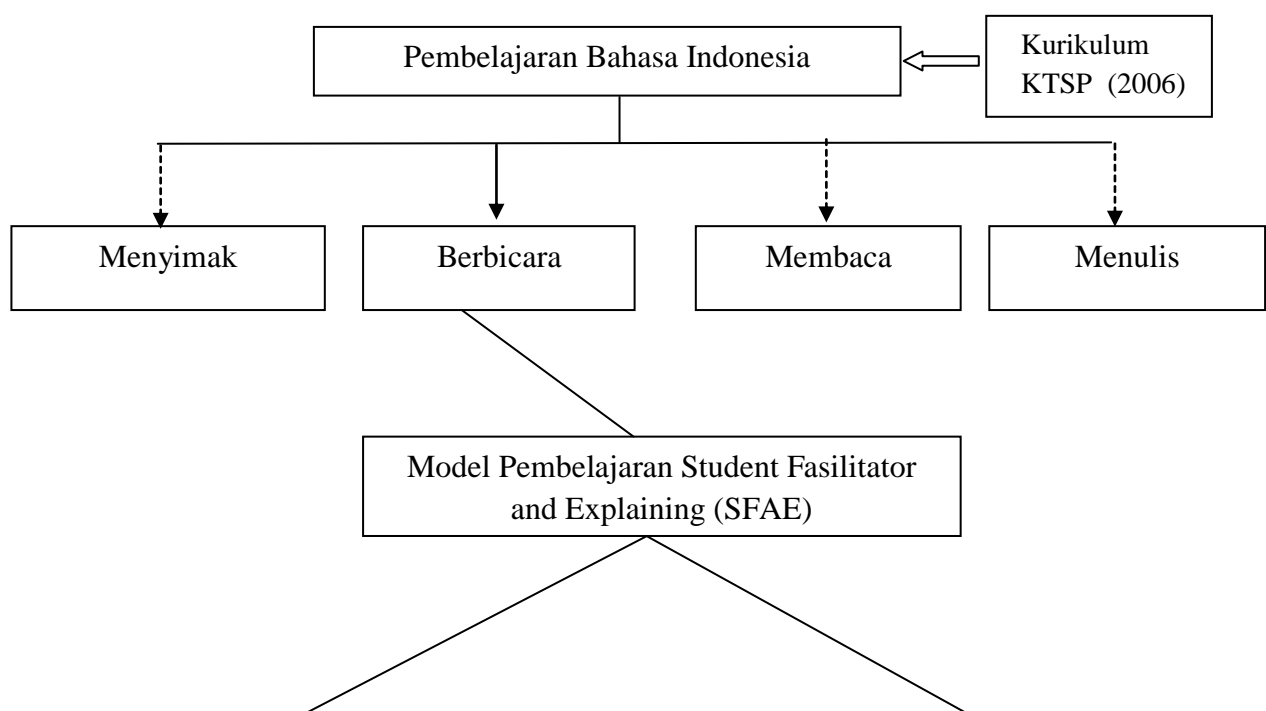 Pembelajaran Bahasa Indonesia
Kurikulum
KTSP (2006)
Menyimak
Berbicara
Membaca
Menulis
Model Pembelajaran Student Fasilitator
and Explaining (SFAE)